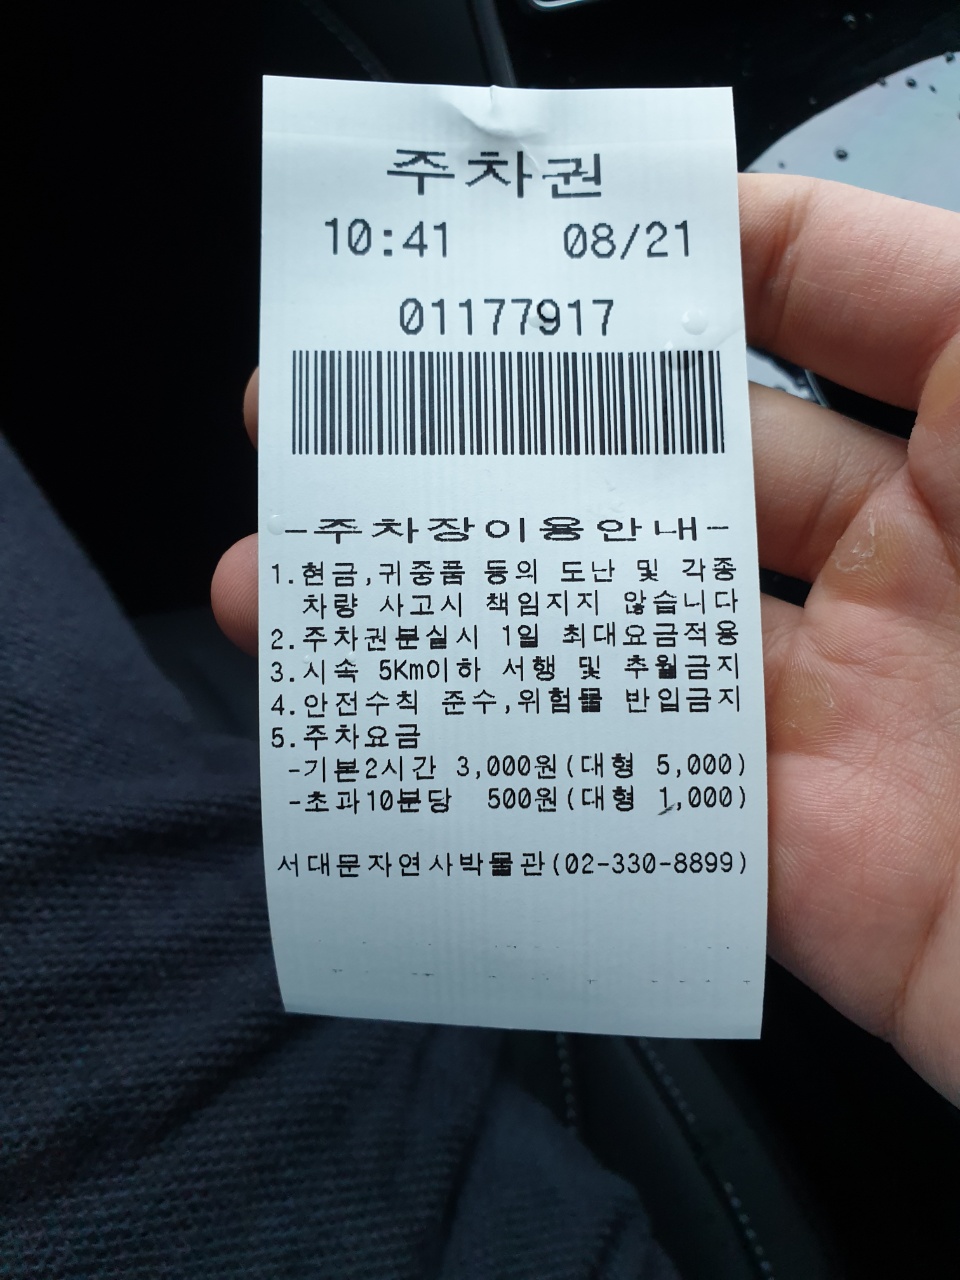 주차권
10:41 08/21
01177917
-주차장이용안내-
1.현금,귀중품 등의 도난 및 각종
차량 사고시 책임지지 않습니다
2.주차권분실시 1일 최대요금적용
3.시속 5Km이하 서행 및 추월금지
4.안전수칙 준수,위험물 반입금지
5.주차요금
-기본2시간 3,000원(대형 5,000)
-초과10분당 500원(대형 1,000)
서대문자연사박물관(02-330-8899)